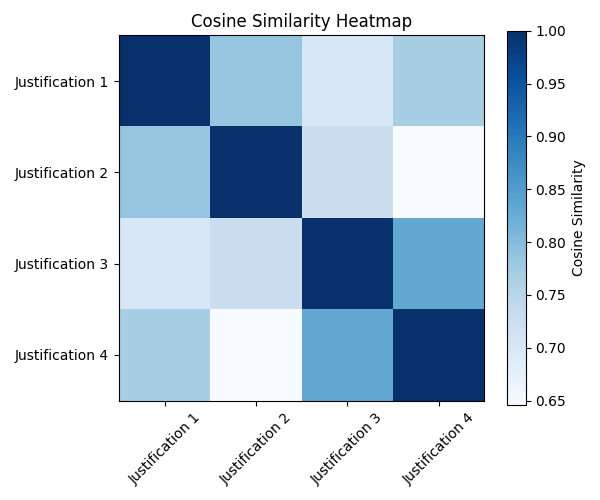 Cosine Similarity Heatmap
Justification 1
Justification 2
Justification 3
Justification 4
Justification 1
Justification 2
Justification 3
Justification 4
1.00
0.95
0.90
0.85
0.80
0.75
0.70
0.65
Cosine Similarity